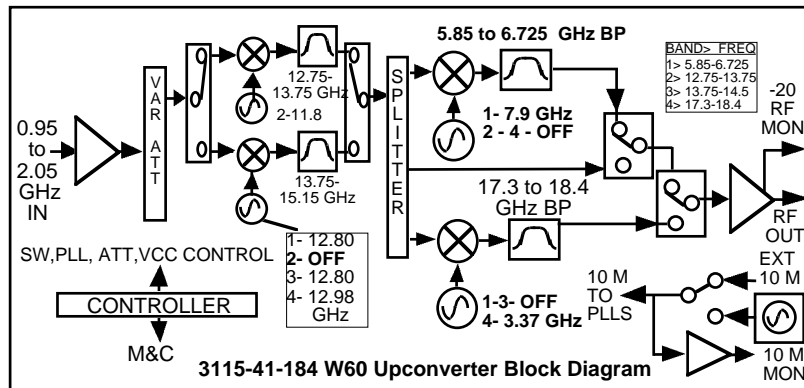 5.85 to 6.725 GHz BP
BAND> FREQ
1> 5.85-6.725
2> 12.75-13.75
3> 13.75-14.5
4> 17.3-18.4
VAR ATT
12.75-
13.75 GHz
2-11.8
SPLITTER
1- 7.9 GHz
2 - 4 - OFF
-20
RF
MON
0.95
to
2.05
GHz
IN
13.75-
15.15 GHz
17.3 to 18.4
GHz BP
RF
OUT
1- 12.80
2- OFF
3- 12.80
4- 12.98
GHz
SW,PLL, ATT,VCC CONTROL
CONTROLLER
M&C
1-3- OFF
4- 3.37 GHz
10 M
TO
PLLS
EXT
10 M
10 M
MON
3115-41-184 W60 Upconverter Block Diagram